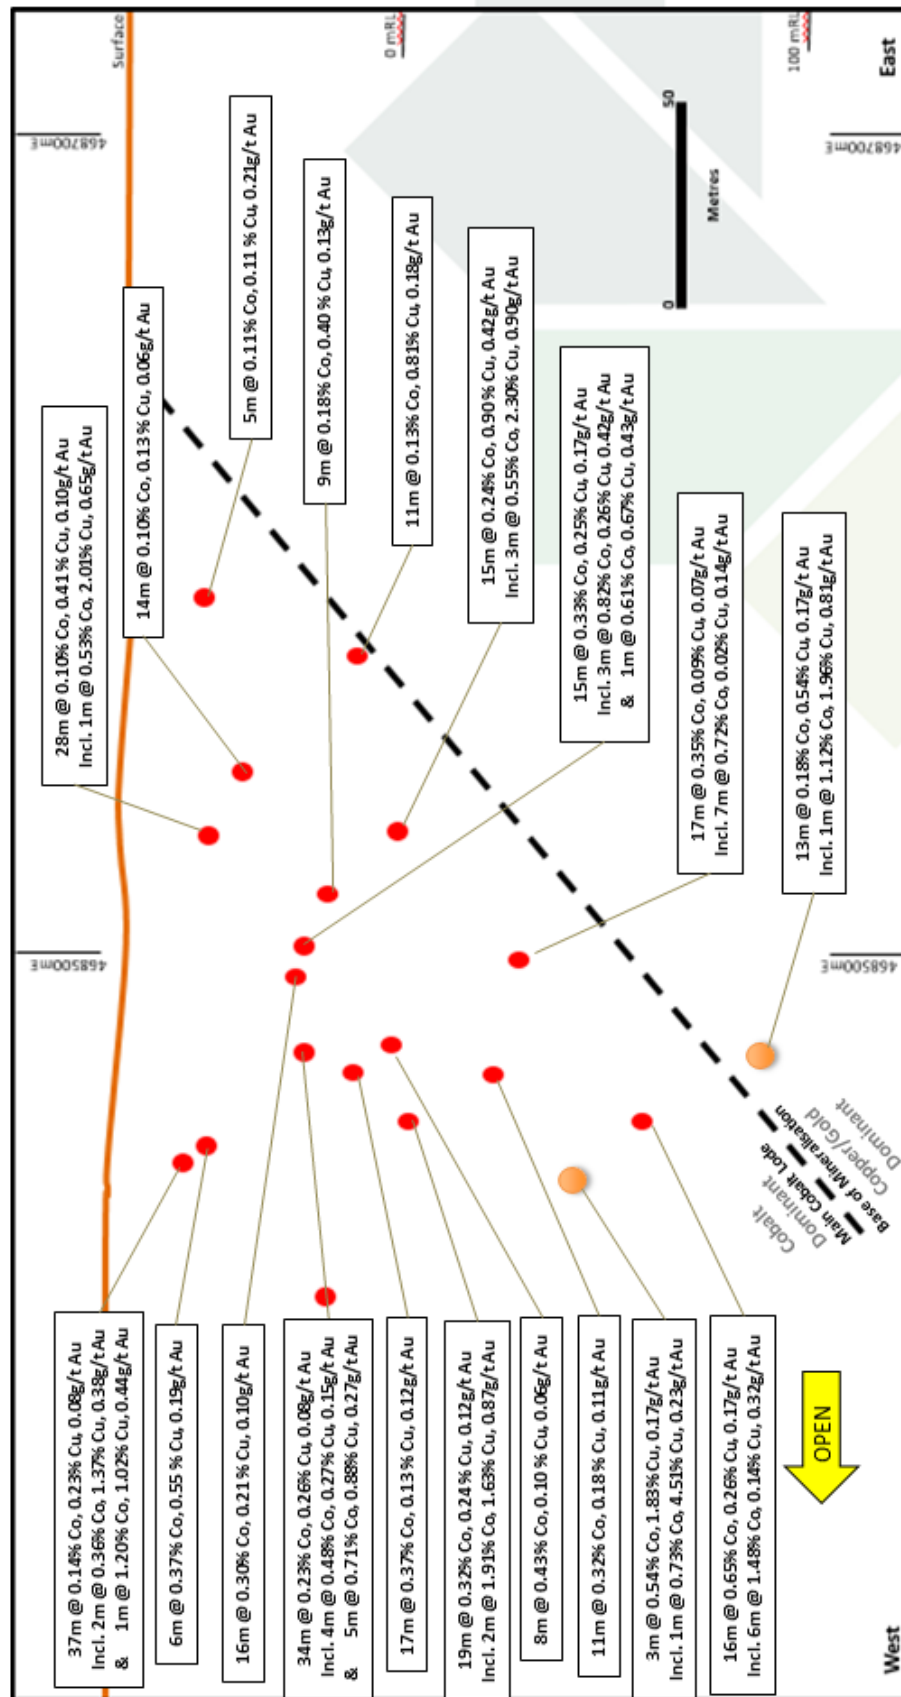 Surface
0 mRL
100 mRL
East
468700mE
468700mE
28m @ 0.10% Co, 0.41% Cu, 0.10g/t Au
Incl. 1m @ 0.53% Co, 2.01% Cu, 0.65g/t Au
14m @ 0.10% Co, 0.13% Cu, 0.06g/t Au
5m @ 0.11% Co, 0.11 % Cu, 0.21g/t Au
9m @ 0.18% Co, 0.40 % Cu, 0.13g/t Au
11m @ 0.13% Co, 0.81% Cu, 0.18g/t Au
15m @ 0.24% Co, 0.90% Cu, 0.42g/t Au
Incl. 3m @ 0.55% Co, 2.30% Cu, 0.90g/t Au
15m @ 0.33% Co, 0.25% Cu, 0.17g/t Au
Incl. 3m @ 0.82% Co, 0.26% Cu, 0.42g/t Au
& 1m @ 0.61% Co, 0.67% Cu, 0.43g/t Au
17m @ 0.35% Co, 0.09% Cu, 0.07g/t Au
Incl. 7m @ 0.72% Co, 0.02% Cu, 0.14g/t Au
13m @ 0.18% Co, 0.54% Cu, 0.17g/t Au
Incl. 1m @ 1.12% Co, 1.96% Cu, 0.81g/t Au
0
50
Metres
468500mE
468500mE
37m @ 0.14% Co, 0.23% Cu, 0.08g/t Au
Incl. 2m @ 0.36% Co, 1.37% Cu, 0.38g/t Au
& 1m @ 1.20% Co, 1.02% Cu, 0.44g/t Au
6m @ 0.37% Co, 0.55 % Cu, 0.19g/t Au
16m @ 0.30% Co, 0.21 % Cu, 0.10g/t Au
34m @ 0.23% Co, 0.26% Cu, 0.08g/t Au
Incl. 4m @ 0.48% Co, 0.27% Cu, 0.15g/t Au
& 5m @ 0.71% Co, 0.88% Cu, 0.27g/t Au
17m @ 0.37% Co, 0.13 % Cu, 0.12g/t Au
19m @ 0.32% Co, 0.24 % Cu, 0.12g/t Au
Incl. 2m @ 1.91% Co, 1.63% Cu, 0.87g/t Au
8m @ 0.43% Co, 0.10 % Cu, 0.06g/t Au
11m @ 0.32% Co, 0.18% Cu, 0.11g/t Au
3m @ 0.54% Co, 1.83% Cu, 0.17g/t Au
Incl. 1m @ 0.73% Co, 4.51% Cu, 0.23g/t Au
16m @ 0.65% Co, 0.26% Cu, 0.17g/t Au
Incl. 6m @ 1.48% Co, 0.14% Cu, 0.32g/t Au
Cobalt
Dominant
Main Cobalt Lode
Base of Mineralisation
Copper/Gold
Dominant
OPEN
West